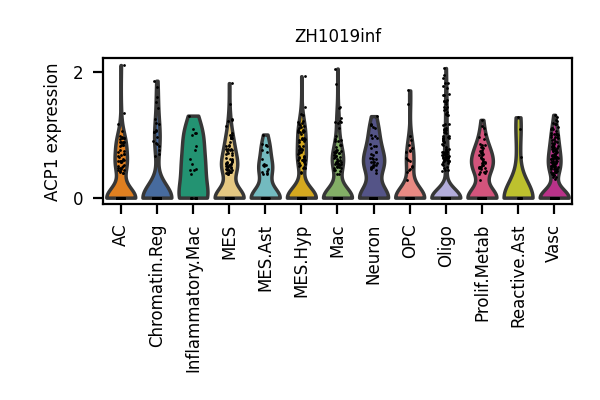 ZH1019inf
ACP1 expression
2
0
AC
Chromatin.Reg
Inflammatory.Mac
MES
MES.Ast
MES.Hyp
Mac
Neuron
OPC
Oligo
Prolif.Metab
Reactive.Ast
Vasc